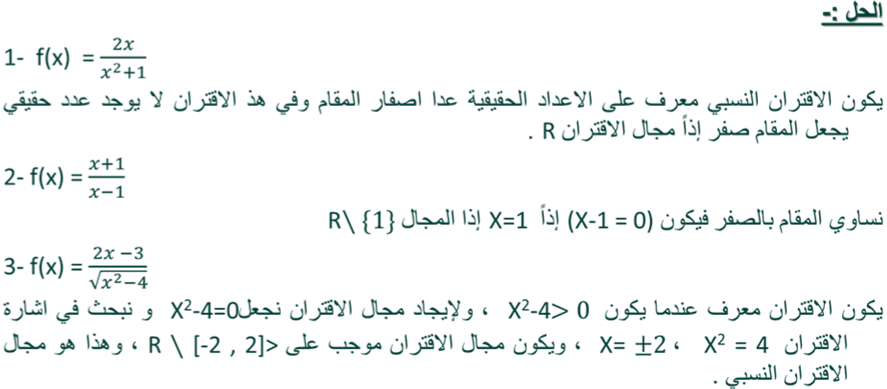 الحل :-
1- f(x) = \frac{2x}{x^2+1}
يكون الاقتران النسبي معرف على الاعداد الحقيقية عدا اصفار المقام وفي هذ الاقتران لا يوجد عدد حقيقي
يجعل المقام صفر إذاً مجال الاقتران R .
2- f(x) = \frac{x+1}{x-1}
نساوي المقام بالصفر فيكون (X-1 = 0) إذاً X=1 إذا المجال R\ {1}
3- f(x) = \frac{2x-3}{\sqrt{x^2-4}}
يكون الاقتران معرف عندما يكون X²-4> 0 ، ولإيجاد مجال الاقتران نجعل X²-4=0 و نبحث في اشارة
الاقتران X² = 4 ، X= ±2 ، ويكون مجال الاقتران موجب على <R \ [-2 , 2] ، وهذا هو مجال
الاقتران النسبي .